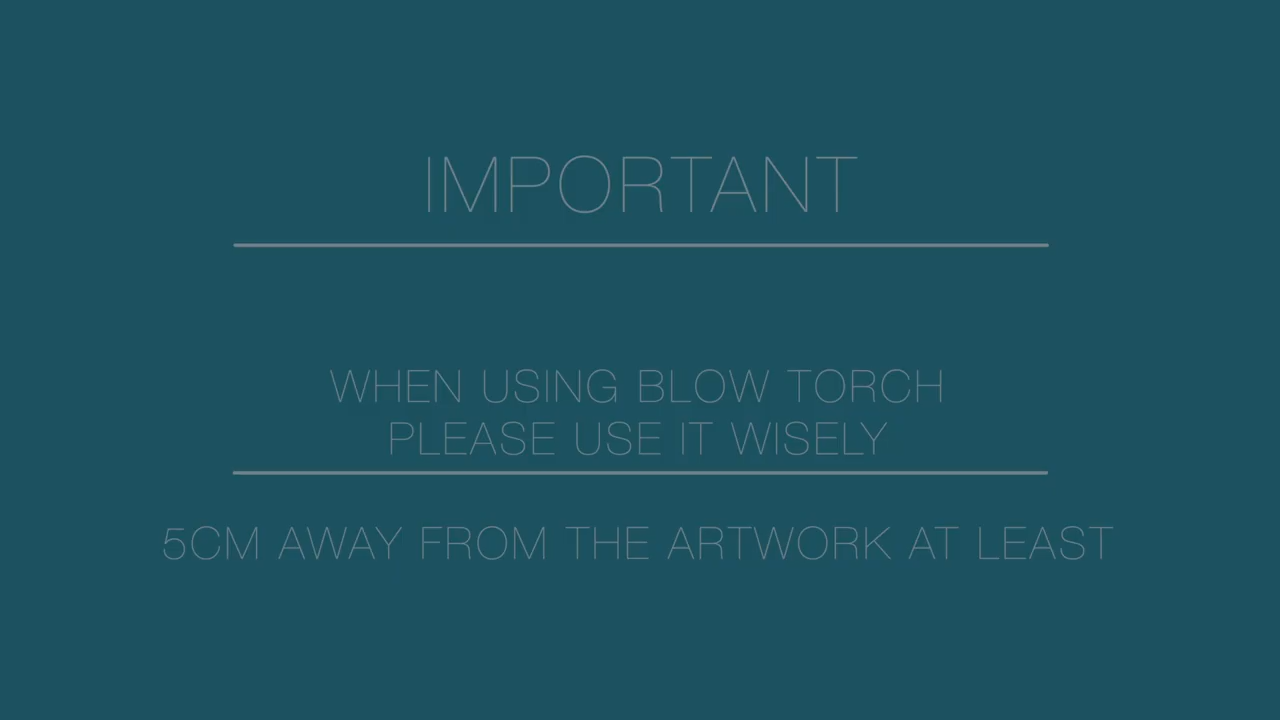 IMPORTANT
WHEN USING BLOW TORCH
PLEASE USE IT WISELY
5CM AWAY FROM THE ARTWORK AT LEAST